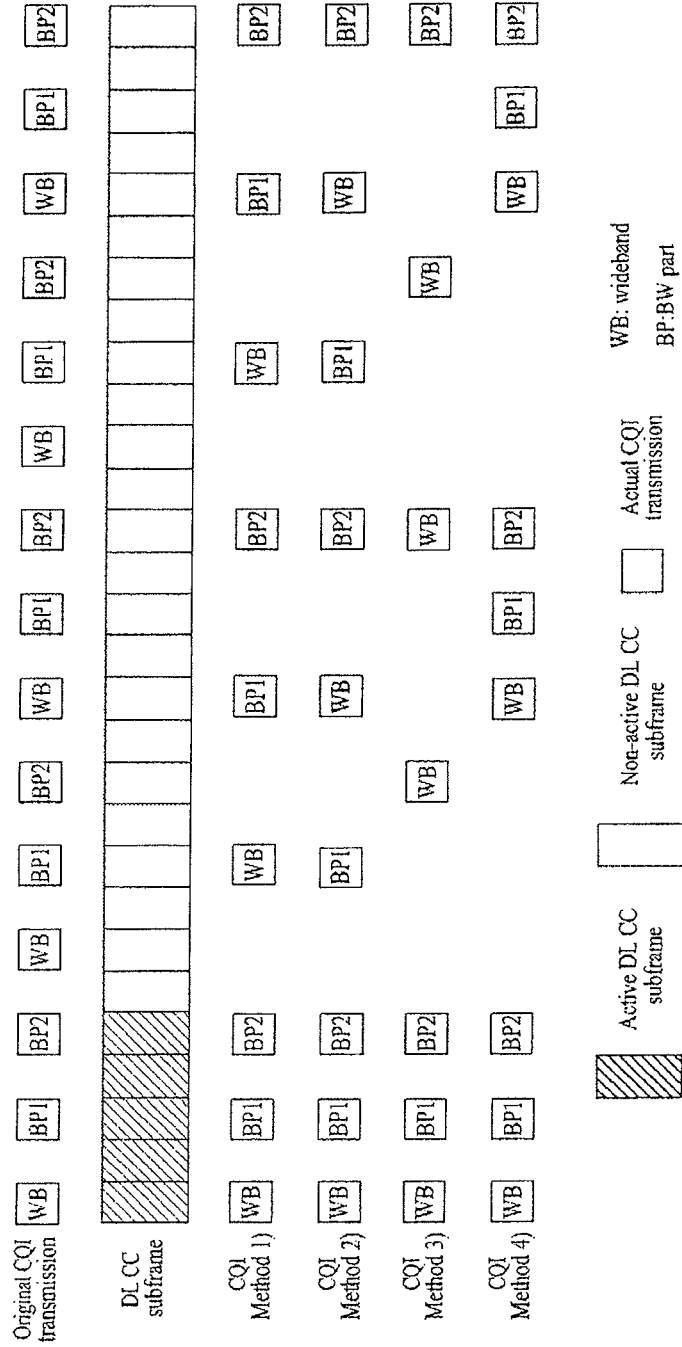 Original CQI
transmission
WB BP1 BP2 WB BP1 BP2 WB BP1 BP2 WB BP1 BP2 WB BP1 BP2
DL CC
subframe
CQI
Method 1)
WB BP1 BP2 WB BP1 BP2 WB BP1 BP2
CQI
Method 2)
WB BP1 BP2 BP1 WB BP2 BP1 WB BP2
CQI
Method 3)
WB BP1 BP2 WB WB WB BP2
CQI
Method 4)
WB BP1 BP2 WB BP1 BP2 WB BP1 BP2
Active DL CC
subframe
Non-active DL CC
subframe
Actual CQI
transmission
WB: wideband
BP:BW part